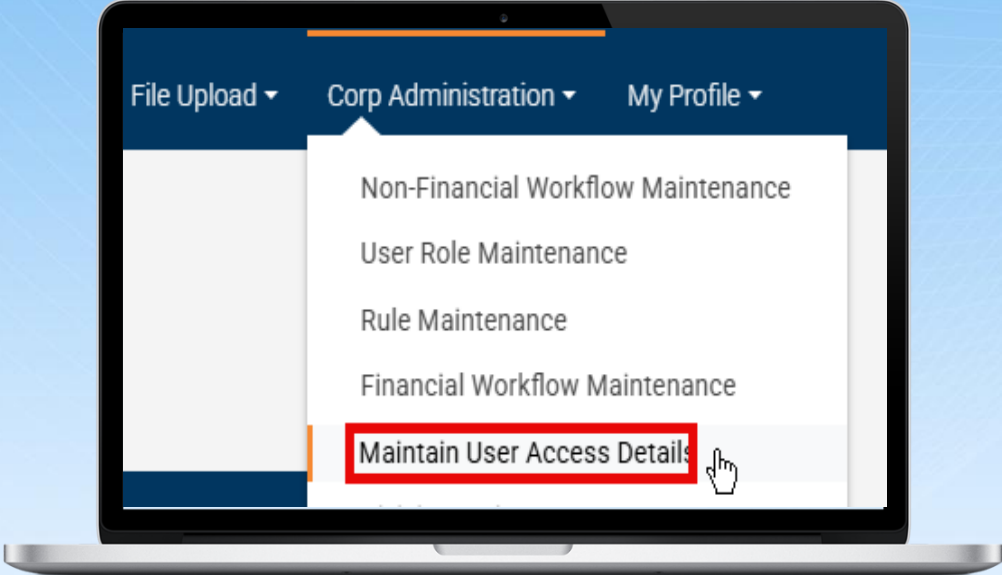 File Upload Corp Administration My Profile
Non-Financial Workflow Maintenance
User Role Maintenance
Rule Maintenance
Financial Workflow Maintenance
Maintain User Access Details